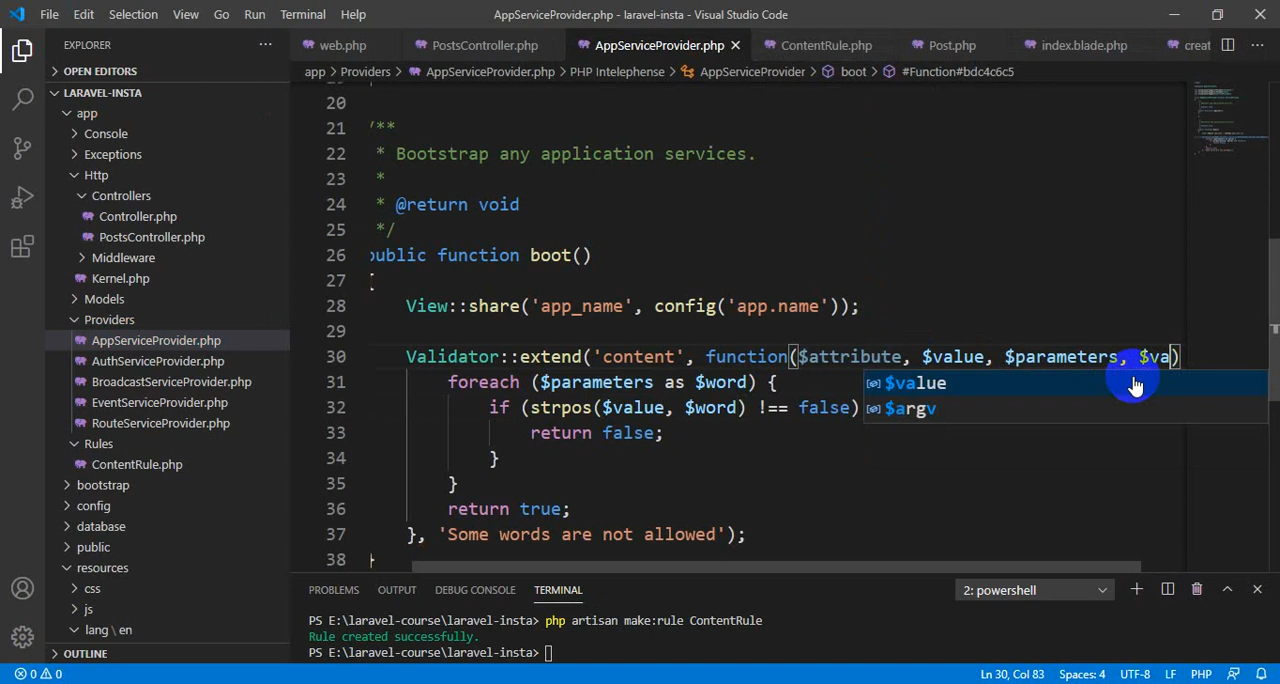 File Edit Selection View Go Run Terminal Help AppServiceProvider.php - laravel-insta - Visual Studio Code
EXPLORER
web.php PostsController.php AppServiceProvider.php ContentRule.php Post.php index.blade.php creat
OPEN EDITORS
app > Providers > AppServiceProvider.php > PHP Intelephense > AppServiceProvider > boot > #Function#bdc4c6c5
LARAVEL-INSTA
app
Console
Exceptions
Http
Controllers
Controller.php
PostsController.php
Middleware
Kernel.php
Models
Providers
AppServiceProvider.php
AuthServiceProvider.php
BroadcastServiceProvider.php
EventServiceProvider.php
RouteServiceProvider.php
Rules
ContentRule.php
bootstrap
config
database
public
resources
css
js
lang \ en
OUTLINE
20
21 /**
22 * Bootstrap any application services.
23 *
24 * @return void
25 */
26 public function boot()
27 {
28 View::share('app_name', config('app.name'));
29
30 Validator::extend('content', function($attribute, $value, $parameters, $va)
31 foreach ($parameters as $word) {
32 if (strpos($value, $word) !== false)
33 return false;
34 }
35 }
36 return true;
37 }, 'Some words are not allowed');
38 }
$value
$argv
PROBLEMS OUTPUT DEBUG CONSOLE TERMINAL 2: powershell
PS E:\laravel-course\laravel-insta> php artisan make:rule ContentRule
Rule created successfully.
PS E:\laravel-course\laravel-insta>
0 0 Ln 30, Col 83 Spaces: 4 UTF-8 LF PHP